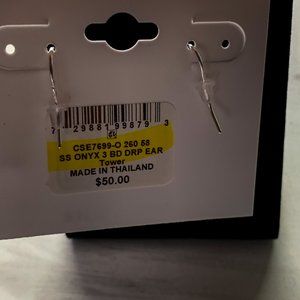 7 29881 99879 3
CSE7699-O 260 58
SS ONYX 3 BD DRP EAR
Tower
MADE IN THAILAND
$50.00